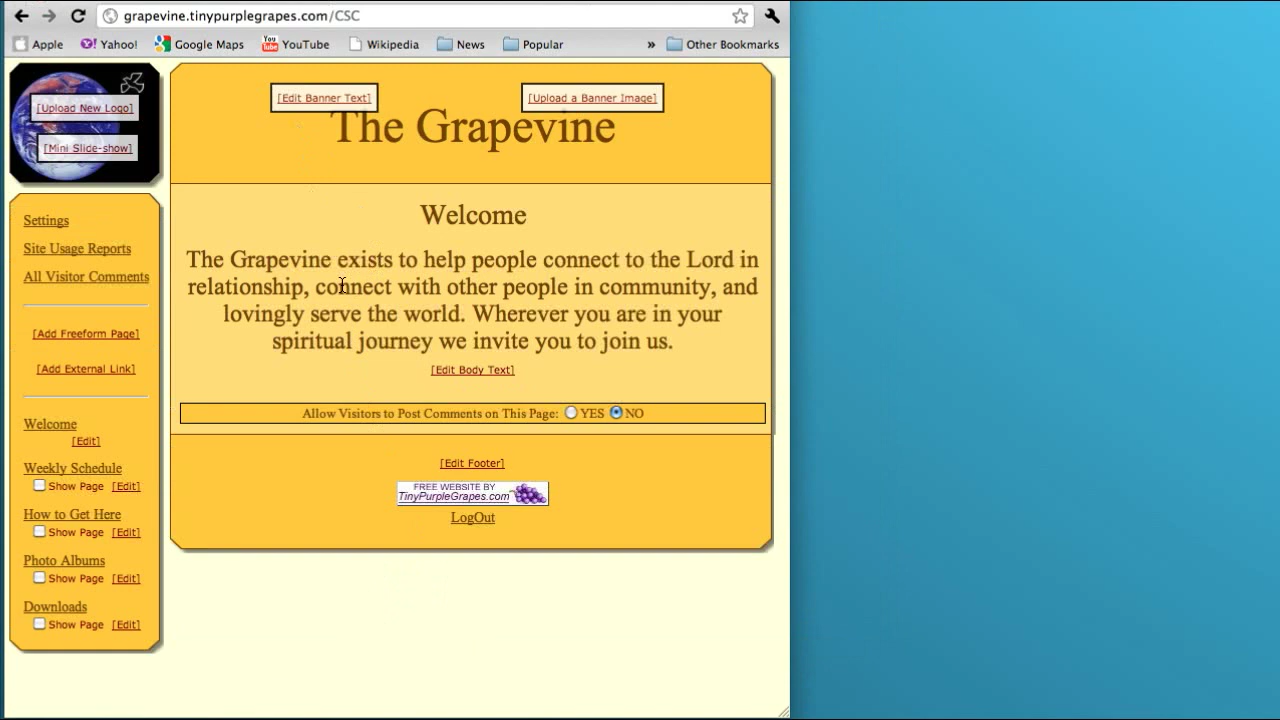 grapevine.tinypurplegrapes.com/CSC
Apple
Yahoo!
Google Maps
You Tube
YouTube
Wikipedia
News
Popular
»
Other Bookmarks
[Upload New Logo]
[Mini Slide-show]
Settings
Site Usage Reports
All Visitor Comments
[Add Freeform Page]
[Add External Link]
Welcome
[Edit]
Weekly Schedule
Show Page [Edit]
How to Get Here
Show Page [Edit]
Photo Albums
Show Page [Edit]
Downloads
Show Page [Edit]
[Edit Banner Text]
[Upload a Banner Image]
The Grapevine
Welcome
The Grapevine exists to help people connect to the Lord in
relationship, connect with other people in community, and
lovingly serve the world. Wherever you are in your
spiritual journey we invite you to join us.
[Edit Body Text]
Allow Visitors to Post Comments on This Page: YES NO
[Edit Footer]
FREE WEBSITE BY
TinyPurpleGrapes.com
LogOut